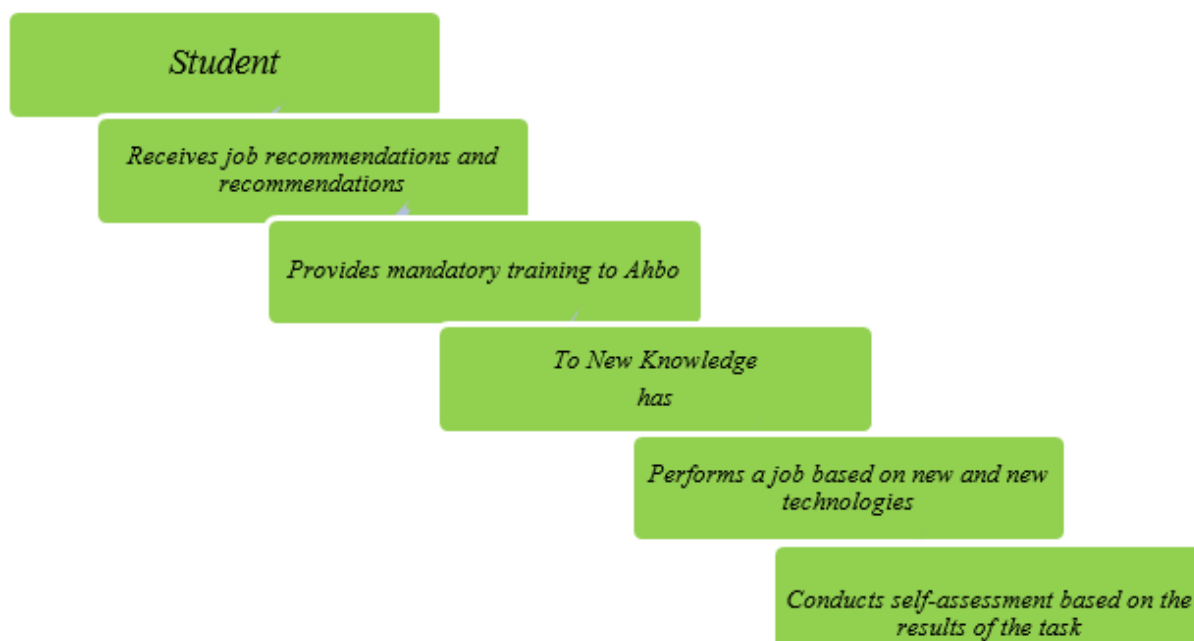 Student
Receives job recommendations and
recommendations
Provides mandatory training to Ahbo
To New Knowledge
has
Performs a job based on new and new
technologies
Conducts self-assessment based on the
results of the task